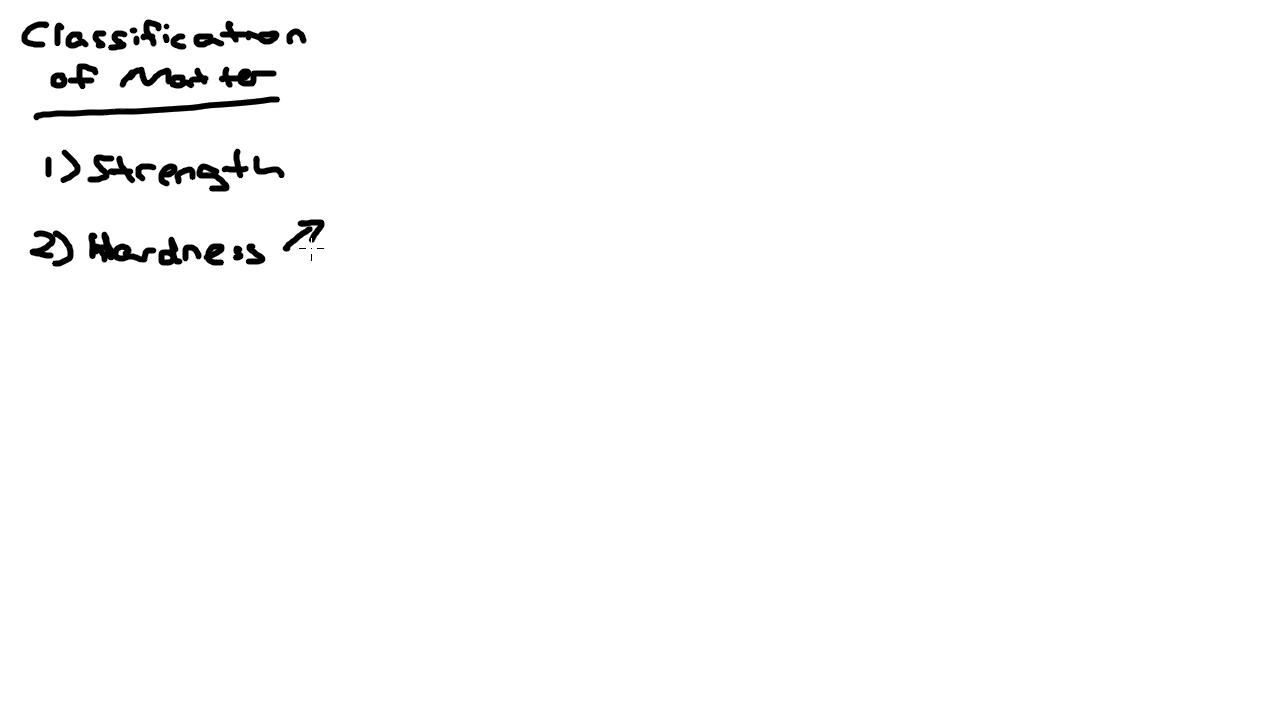 Classification
of Matter
1) Strength
2) Hardness